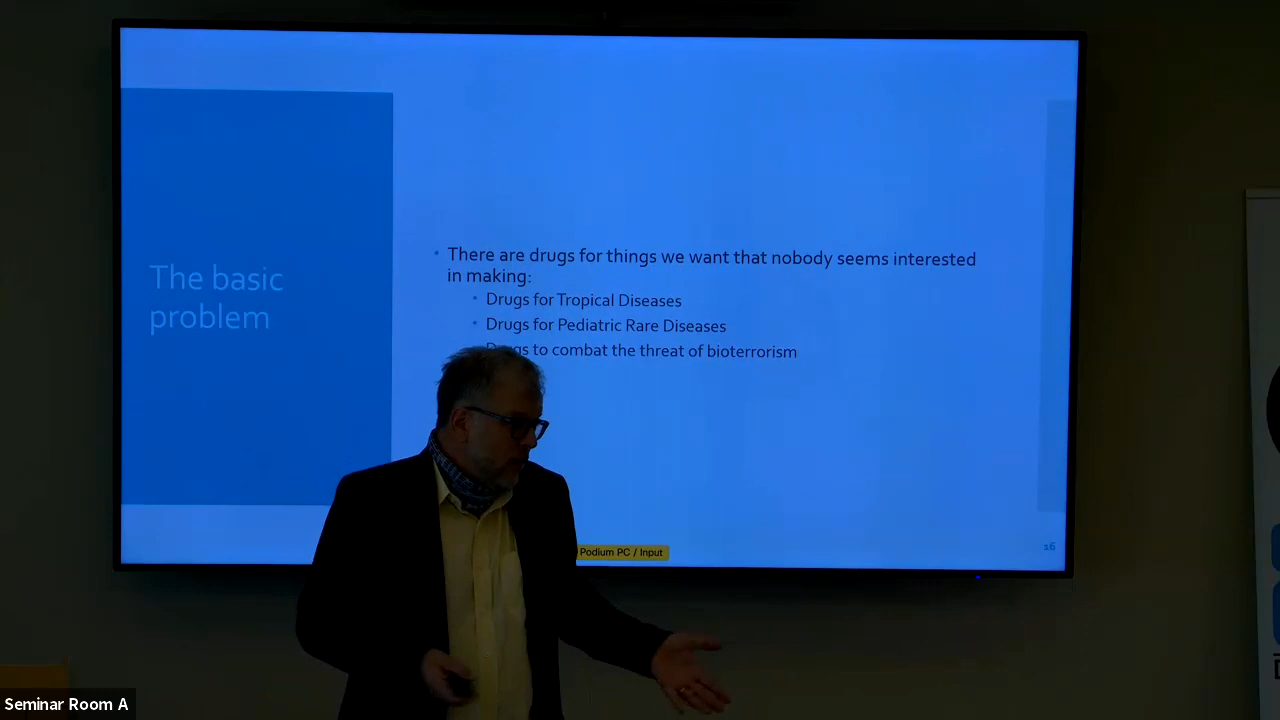 The basic
problem
• There are drugs for things we want that nobody seems interested
in making:
• Drugs for Tropical Diseases
• Drugs for Pediatric Rare Diseases
to combat the threat of bioterrorism
Podium PC / Input
16
Seminar Room A